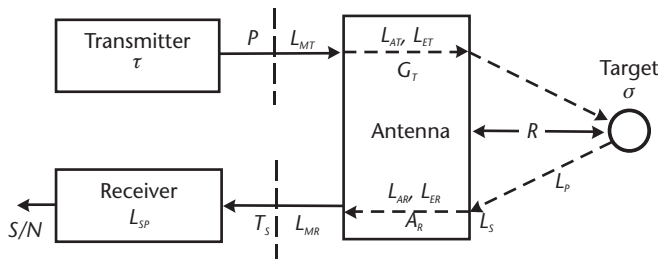 Transmitter
τ
P
L_MT
L_AT, L_ET
G_T
Target
σ
Antenna
R
Receiver
L_SP
S/N
T_S
L_MR
L_AR, L_ER
A_R
L_S
L_P